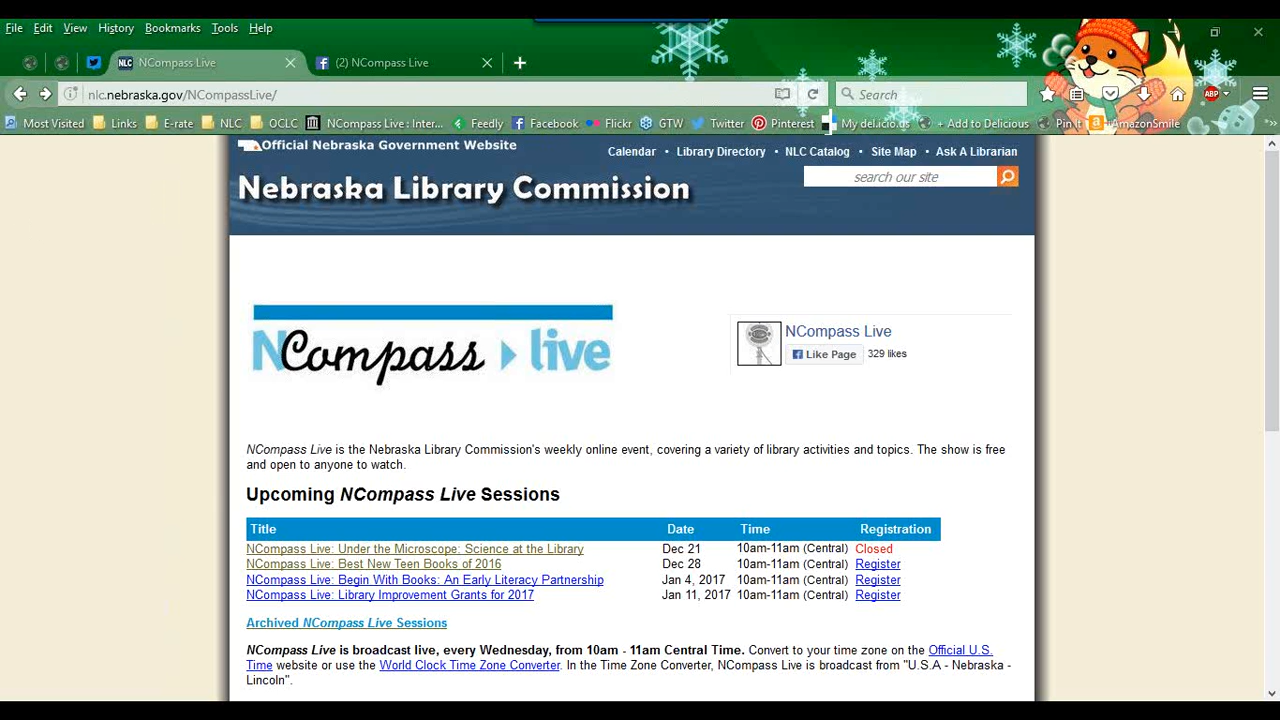 File Edit View History Bookmarks Tools Help
NCompass Live (2) NCompass Live
nlc.nebraska.gov/NCompassLive/ Search ABP
Most Visited Links E-rate NLC OCLC NCompass Live : Inter... Feedly Facebook Flickr GTW Twitter Pinterest My del.icio.us + Add to Delicious Pin It AmazonSmile
Official Nebraska Government Website
Calendar • Library Directory • NLC Catalog • Site Map • Ask A Librarian
search our site
Nebraska Library Commission
NCompass live
NCompass Live
Like Page 329 likes
NCompass Live is the Nebraska Library Commission's weekly online event, covering a variety of library activities and topics. The show is free
and open to anyone to watch.
Upcoming NCompass Live Sessions
Title Date Time Registration
NCompass Live: Under the Microscope: Science at the Library Dec 21 10am-11am (Central) Closed
NCompass Live: Best New Teen Books of 2016 Dec 28 10am-11am (Central) Register
NCompass Live: Begin With Books: An Early Literacy Partnership Jan 4, 2017 10am-11am (Central) Register
NCompass Live: Library Improvement Grants for 2017 Jan 11, 2017 10am-11am (Central) Register
Archived NCompass Live Sessions
NCompass Live is broadcast live, every Wednesday, from 10am - 11am Central Time. Convert to your time zone on the Official U.S.
Time website or use the World Clock Time Zone Converter. In the Time Zone Converter, NCompass Live is broadcast from "U.S.A - Nebraska -
Lincoln".